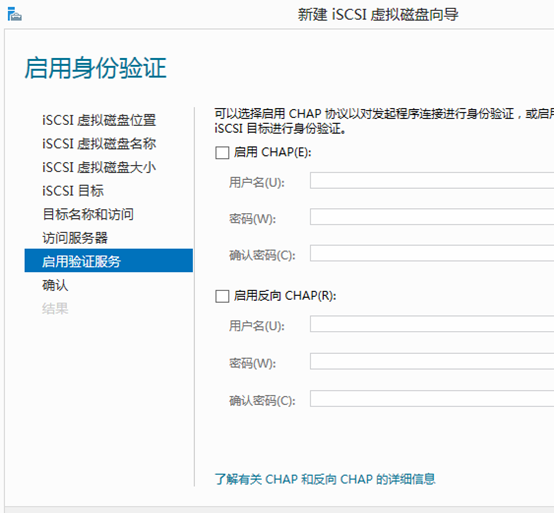 新建 iSCSI 虚拟磁盘向导
启用身份验证
iSCSI 虚拟磁盘位置
iSCSI 虚拟磁盘名称
iSCSI 虚拟磁盘大小
iSCSI 目标
目标名称和访问
访问服务器
启用验证服务
确认
结果
可以选择启用 CHAP 协议以对发起程序连接进行身份验证，或启用
iSCSI 目标进行身份验证。
启用 CHAP(E):
用户名(U):
密码(W):
确认密码(C):
启用反向 CHAP(R):
用户名(U):
密码(W):
确认密码(C):
了解有关 CHAP 和反向 CHAP 的详细信息